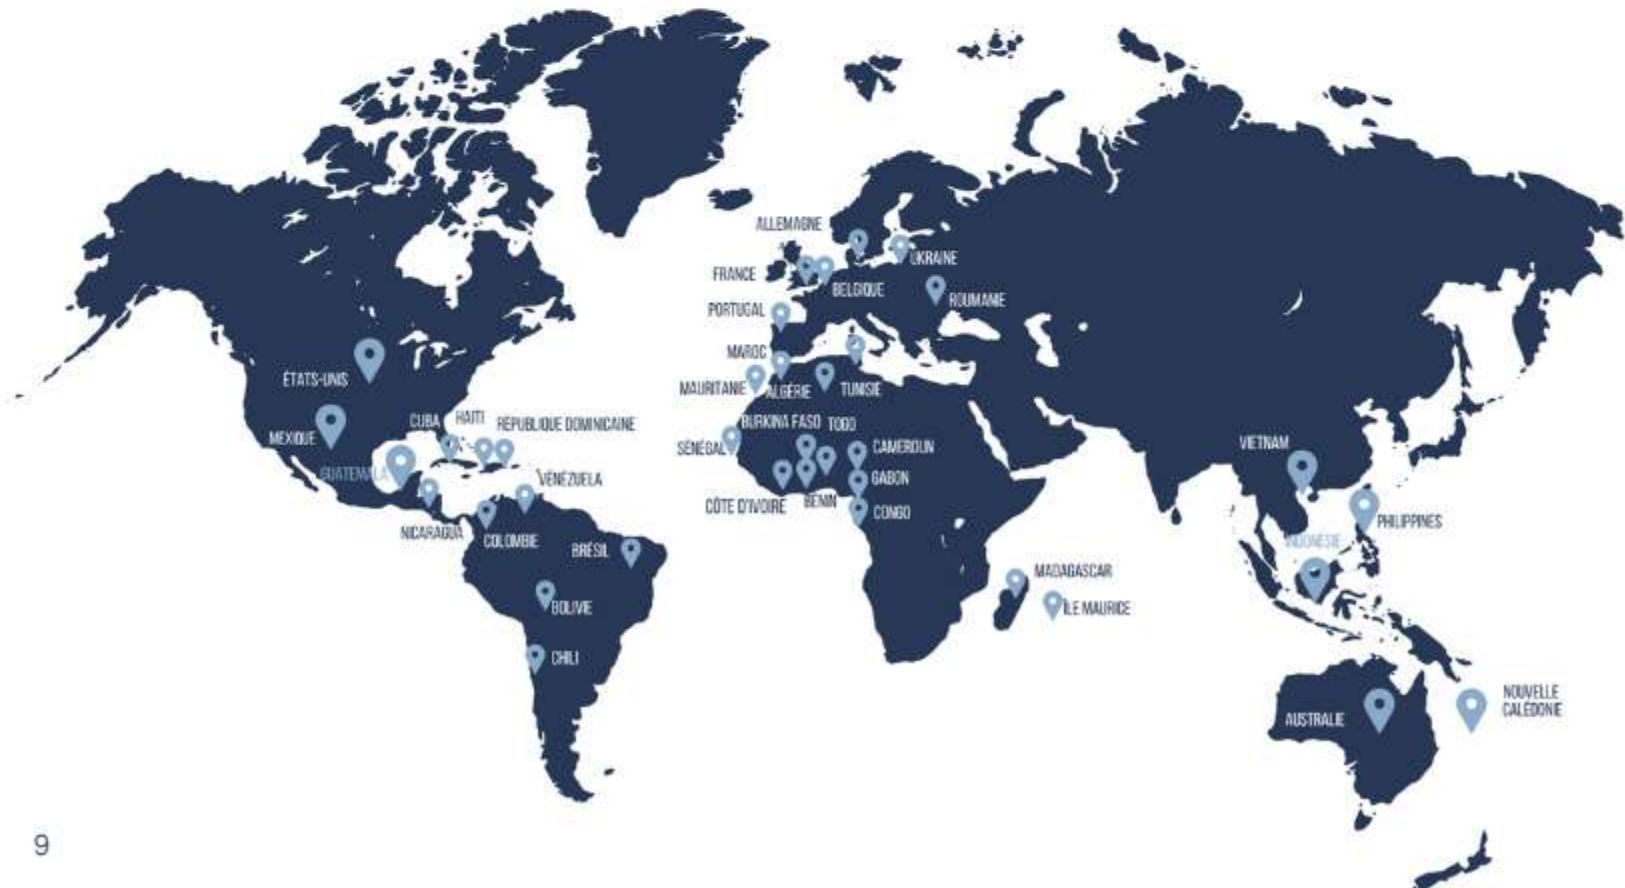 ALLEMAGNE
UKRAINE
FRANCE
BELGIQUE
ROUMANIE
PORTUGAL
MAROC
MAURITANIE
ALGÉRIE
TUNISIE
ÉTATS-UNIS
MEXIQUE
CUBA
HAITI
RÉPUBLIQUE DOMINICAINE
GUATEMALA
VÉNÉZUELA
NICARAGUA
COLOMBIE
BRÉSIL
BOLIVIE
CHILI
SÉNÉGAL
BURKINA FASO
TOGO
CAMEROUN
GABON
CÔTE D'IVOIRE
BENIN
CONGO
MADAGASCAR
ÎLE MAURICE
VIETNAM
PHILIPPINES
INDONÉSIE
AUSTRALIE
NOUVELLE
CALÉDONIE
9